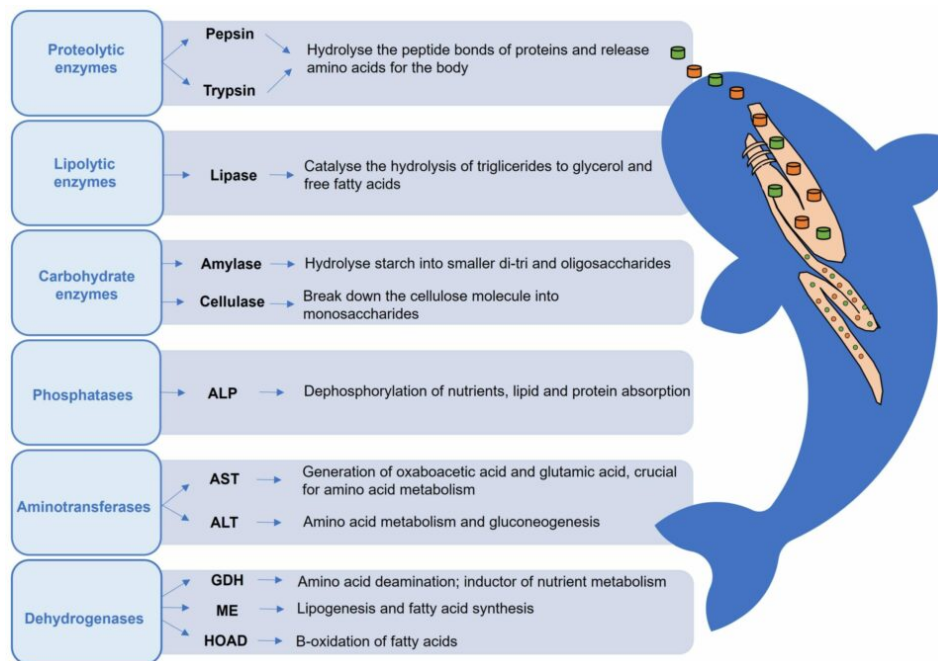 Proteolytic
enzymes
Pepsin
Trypsin
Hydrolyse the peptide bonds of proteins and release
amino acids for the body
Lipolytic
enzymes
Lipase
Catalyse the hydrolysis of triglicerides to glycerol and
free fatty acids
Carbohydrate
enzymes
Amylase
Hydrolyse starch into smaller di-tri and oligosaccharides
Cellulase
Break down the cellulose molecule into
monosaccharides
Phosphatases
ALP
Dephosphorylation of nutrients, lipid and protein absorption
Aminotransferases
AST
Generation of oxaboacetic acid and glutamic acid, crucial
for amino acid metabolism
ALT
Amino acid metabolism and gluconeogenesis
Dehydrogenases
GDH
Amino acid deamination; inductor of nutrient metabolism
ME
Lipogenesis and fatty acid synthesis
HOAD
B-oxidation of fatty acids